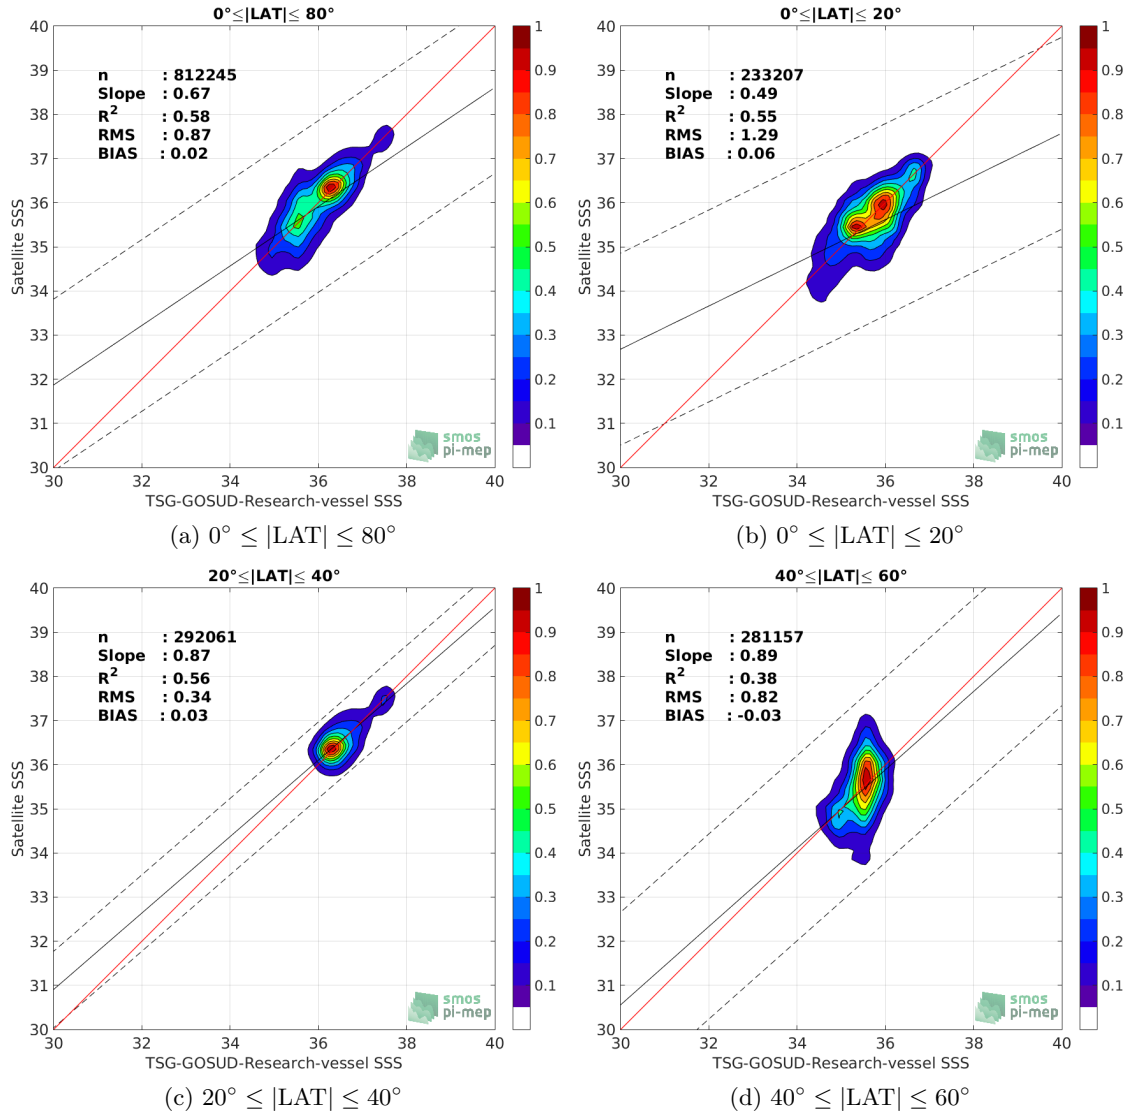 0°≤|LAT|≤ 80°
n : 812245
Slope : 0.67
R2 : 0.58
RMS : 0.87
BIAS : 0.02
Satellite SSS
40
39
38
37
36
35
34
33
32
31
30
30 32 34 36 38 40
TSG-GOSUD-Research-vessel SSS
1
0.9
0.8
0.7
0.6
0.5
0.4
0.3
0.2
0.1
smos
pi-mep
(a) 0° ≤ |LAT| ≤ 80°
0°≤|LAT|≤ 20°
n : 233207
Slope : 0.49
R2 : 0.55
RMS : 1.29
BIAS : 0.06
Satellite SSS
40
39
38
37
36
35
34
33
32
31
30
30 32 34 36 38 40
TSG-GOSUD-Research-vessel SSS
1
0.9
0.8
0.7
0.6
0.5
0.4
0.3
0.2
0.1
smos
pi-mep
(b) 0° ≤ |LAT| ≤ 20°
20°≤|LAT|≤ 40°
n : 292061
Slope : 0.87
R2 : 0.56
RMS : 0.34
BIAS : 0.03
Satellite SSS
40
39
38
37
36
35
34
33
32
31
30
30 32 34 36 38 40
TSG-GOSUD-Research-vessel SSS
1
0.9
0.8
0.7
0.6
0.5
0.4
0.3
0.2
0.1
smos
pi-mep
(c) 20° ≤ |LAT| ≤ 40°
40°≤|LAT|≤ 60°
n : 281157
Slope : 0.89
R2 : 0.38
RMS : 0.82
BIAS : -0.03
Satellite SSS
40
39
38
37
36
35
34
33
32
31
30
30 32 34 36 38 40
TSG-GOSUD-Research-vessel SSS
1
0.9
0.8
0.7
0.6
0.5
0.4
0.3
0.2
0.1
smos
pi-mep
(d) 40° ≤ |LAT| ≤ 60°